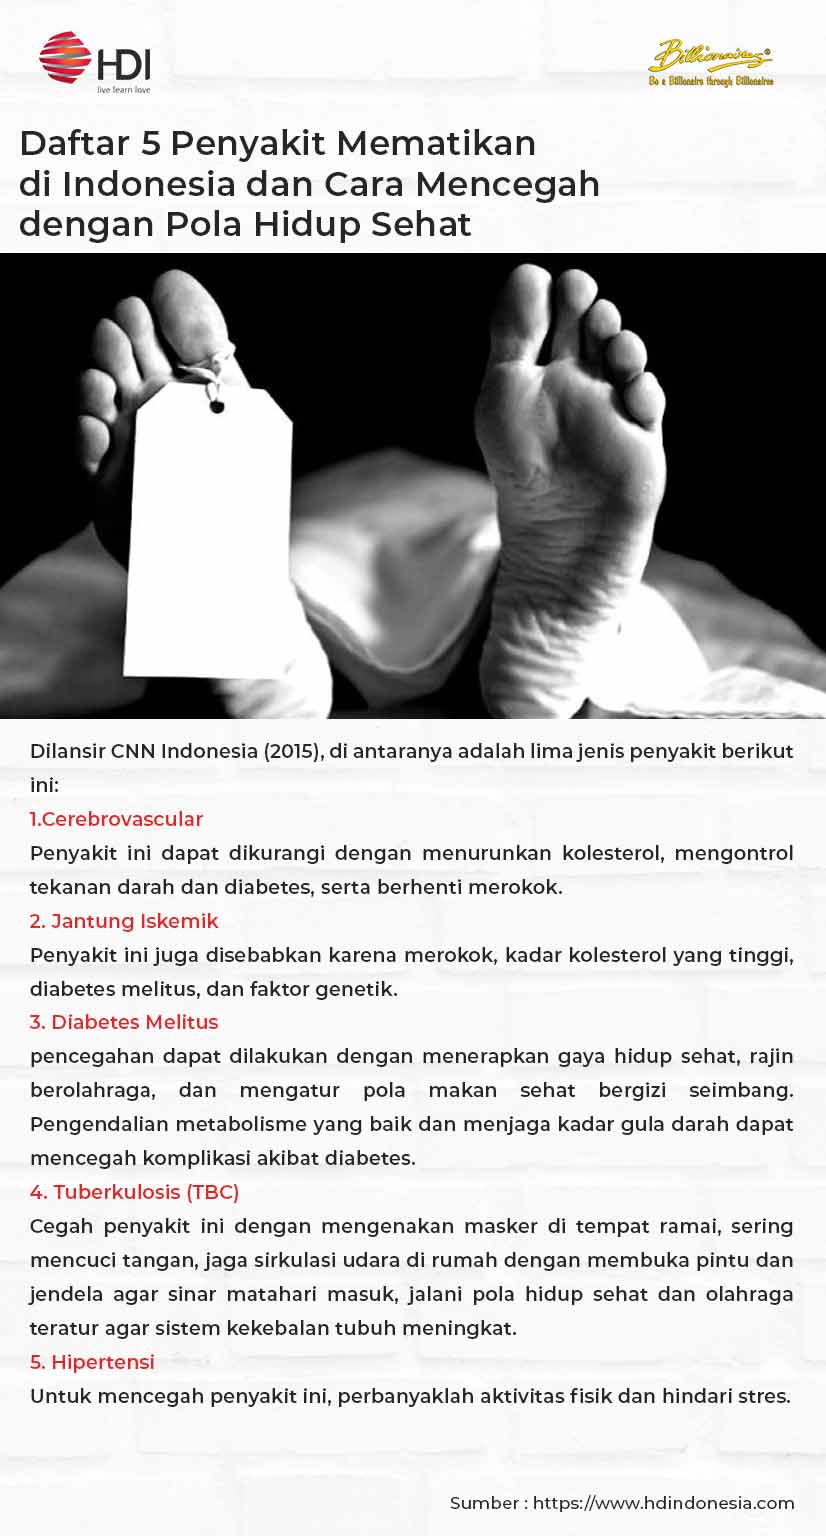 HDI
live learn love
Billionaires®
Be a Billionaire through Billionaires
Daftar 5 Penyakit Mematikan
di Indonesia dan Cara Mencegah
dengan Pola Hidup Sehat
Dilansir CNN Indonesia (2015), di antaranya adalah lima jenis penyakit berikut
ini:
1.Cerebrovascular
Penyakit ini dapat dikurangi dengan menurunkan kolesterol, mengontrol
tekanan darah dan diabetes, serta berhenti merokok.
2. Jantung Iskemik
Penyakit ini juga disebabkan karena merokok, kadar kolesterol yang tinggi,
diabetes melitus, dan faktor genetik.
3. Diabetes Melitus
pencegahan dapat dilakukan dengan menerapkan gaya hidup sehat, rajin
berolahraga, dan mengatur pola makan sehat bergizi seimbang.
Pengendalian metabolisme yang baik dan menjaga kadar gula darah dapat
mencegah komplikasi akibat diabetes.
4. Tuberkulosis (TBC)
Cegah penyakit ini dengan mengenakan masker di tempat ramai, sering
mencuci tangan, jaga sirkulasi udara di rumah dengan membuka pintu dan
jendela agar sinar matahari masuk, jalani pola hidup sehat dan olahraga
teratur agar sistem kekebalan tubuh meningkat.
5. Hipertensi
Untuk mencegah penyakit ini, perbanyaklah aktivitas fisik dan hindari stres.
Sumber : https://www.hdindonesia.com